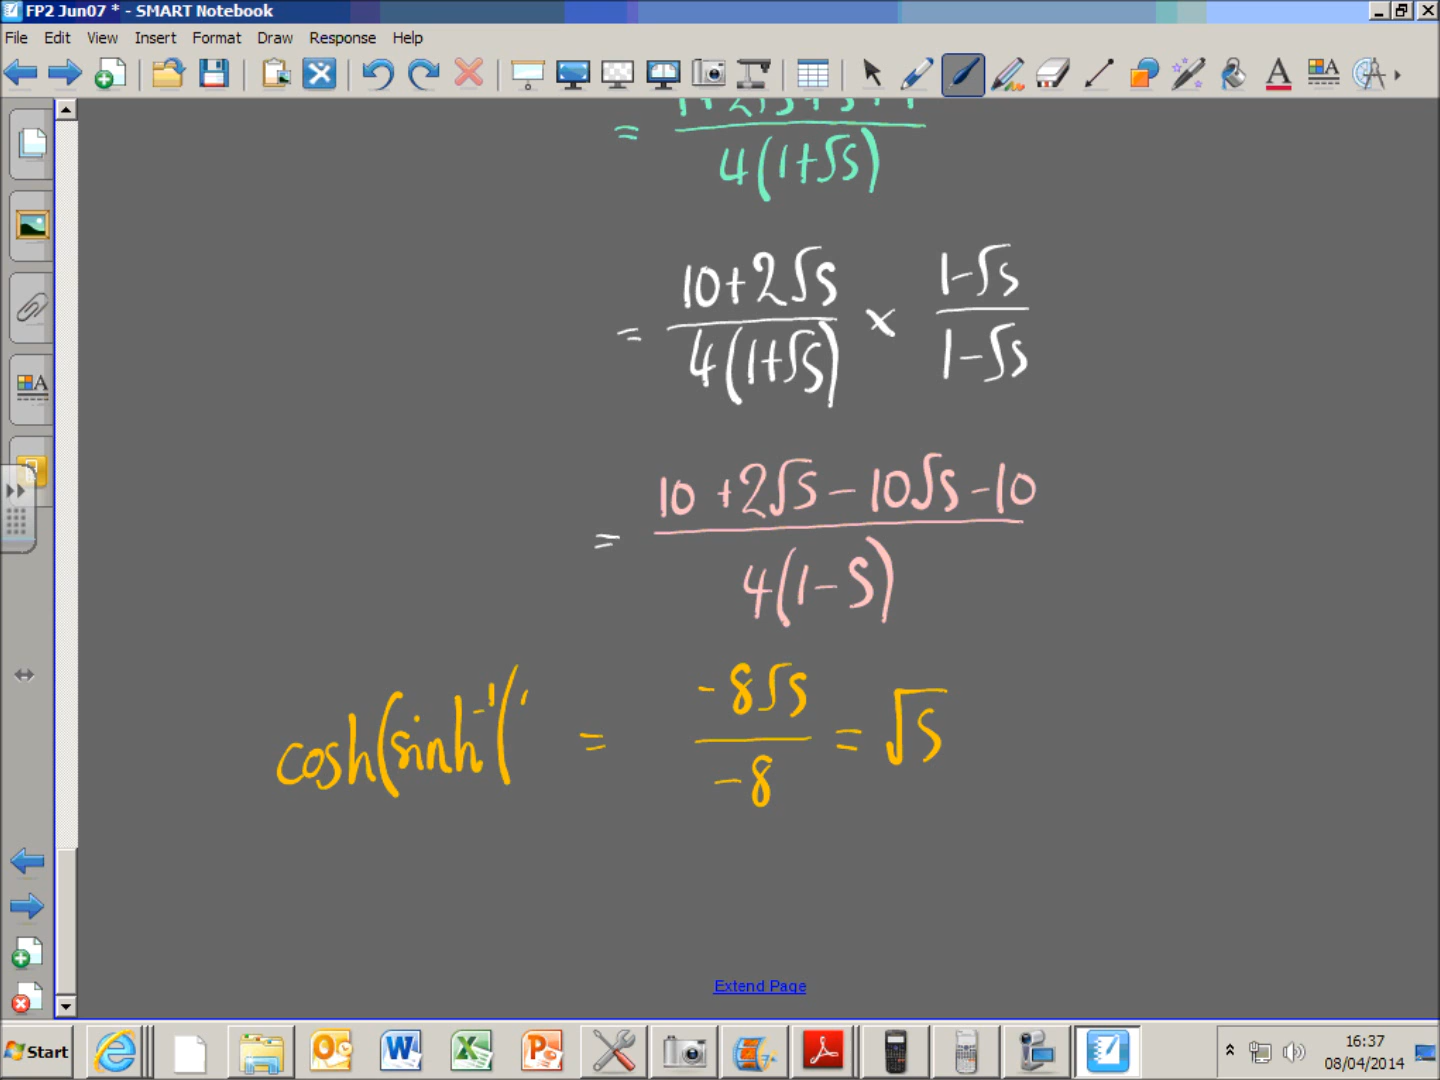 FP2 Jun07 * - SMART Notebook
File Edit View Insert Format Draw Response Help
=
4(1+√5)
= 10+2√5 / 4(1+√5) × 1-√5 / 1-√5
= 10 +2√5 - 10√5 - 10 / 4(1-5)
cosh(sinh⁻¹(' = -8√5 / -8 = √5
Extend Page
Start
16:37
08/04/2014